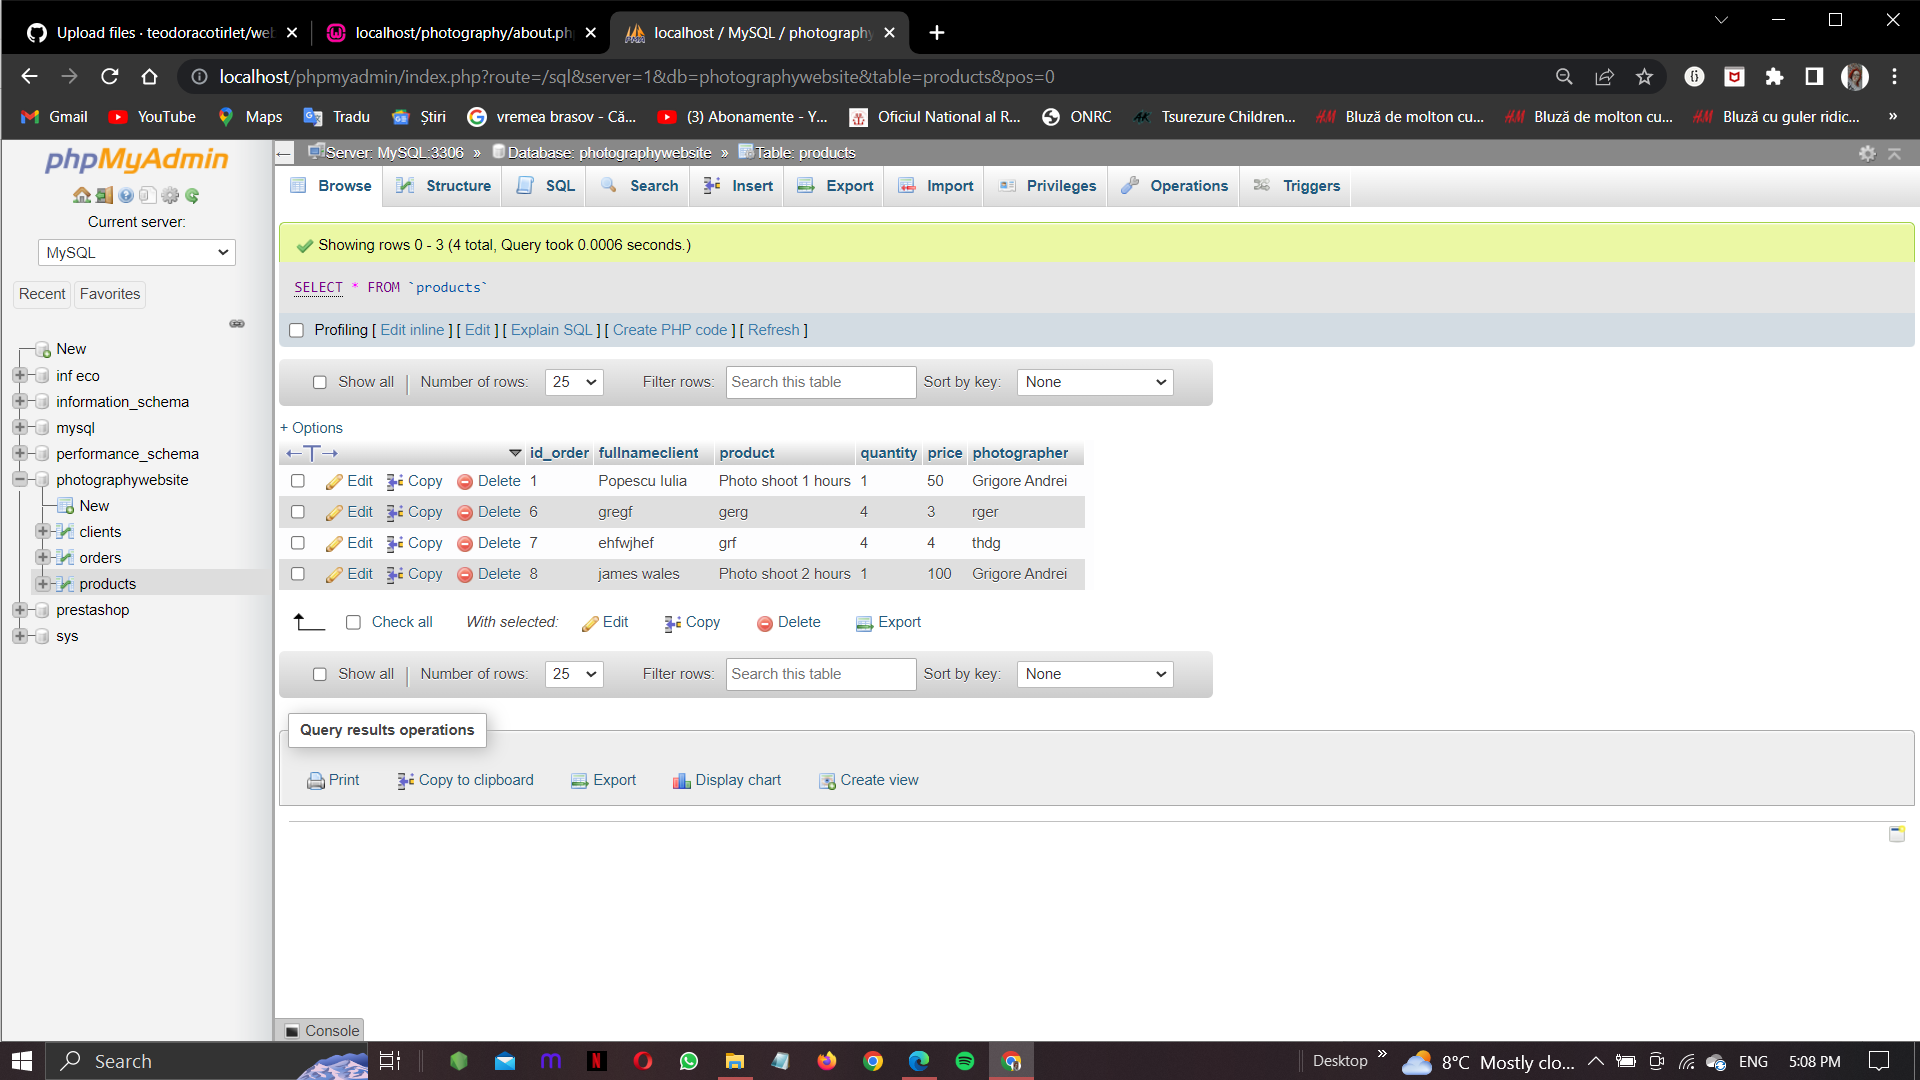 Upload files · teodoracotirlet/web
localhost/photography/about.ph
localhost / MySQL / photography
localhost/phpmyadmin/index.php?route=/sql&server=1&db=photographywebsite&table=products&pos=0
Gmail YouTube Maps Tradu Știri vremea brasov - Că... (3) Abonamente - Y... Oficiul National al R... ONRC Tsurezure Children... Bluză de molton cu... Bluză de molton cu... Bluză cu guler ridic... »
phpMyAdmin
Current server:
MySQL
Recent Favorites
New
inf eco
information_schema
mysql
performance_schema
photographywebsite
New
clients
orders
products
prestashop
sys
Server: MySQL:3306 » Database: photographywebsite » Table: products
Browse Structure SQL Search Insert Export Import Privileges Operations Triggers
Showing rows 0 - 3 (4 total, Query took 0.0006 seconds.)
SELECT * FROM `products`
Profiling [ Edit inline ] [ Edit ] [ Explain SQL ] [ Create PHP code ] [ Refresh ]
Show all | Number of rows: 25 Filter rows: Search this table Sort by key: None
+ Options
←T→ id_order fullnameclient product quantity price photographer
Edit Copy Delete 1 Popescu Iulia Photo shoot 1 hours 1 50 Grigore Andrei
Edit Copy Delete 6 gregf gerg 4 3 rger
Edit Copy Delete 7 ehfwjhef grf 4 4 thdg
Edit Copy Delete 8 james wales Photo shoot 2 hours 1 100 Grigore Andrei
Check all With selected: Edit Copy Delete Export
Show all | Number of rows: 25 Filter rows: Search this table Sort by key: None
Query results operations
Print Copy to clipboard Export Display chart Create view
Console
Search
Desktop » 8°C Mostly clo... ENG 5:08 PM